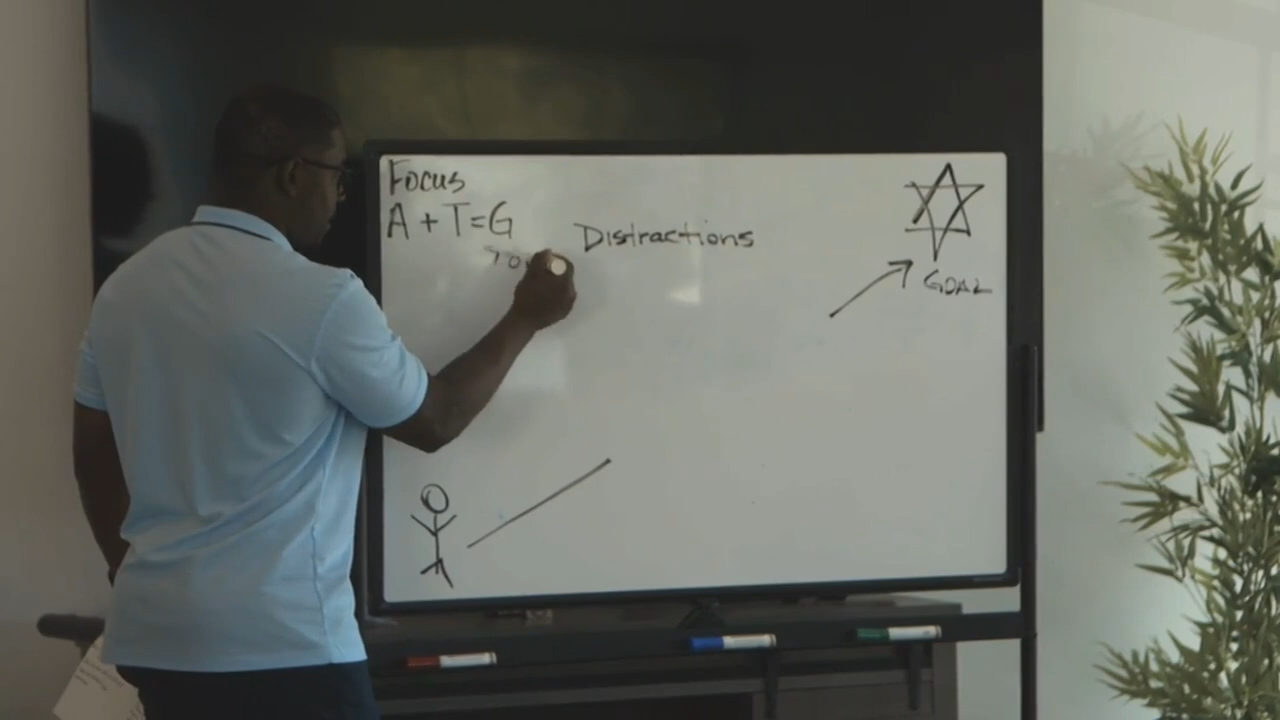 Focus
A + T = G
Distractions
GOAL